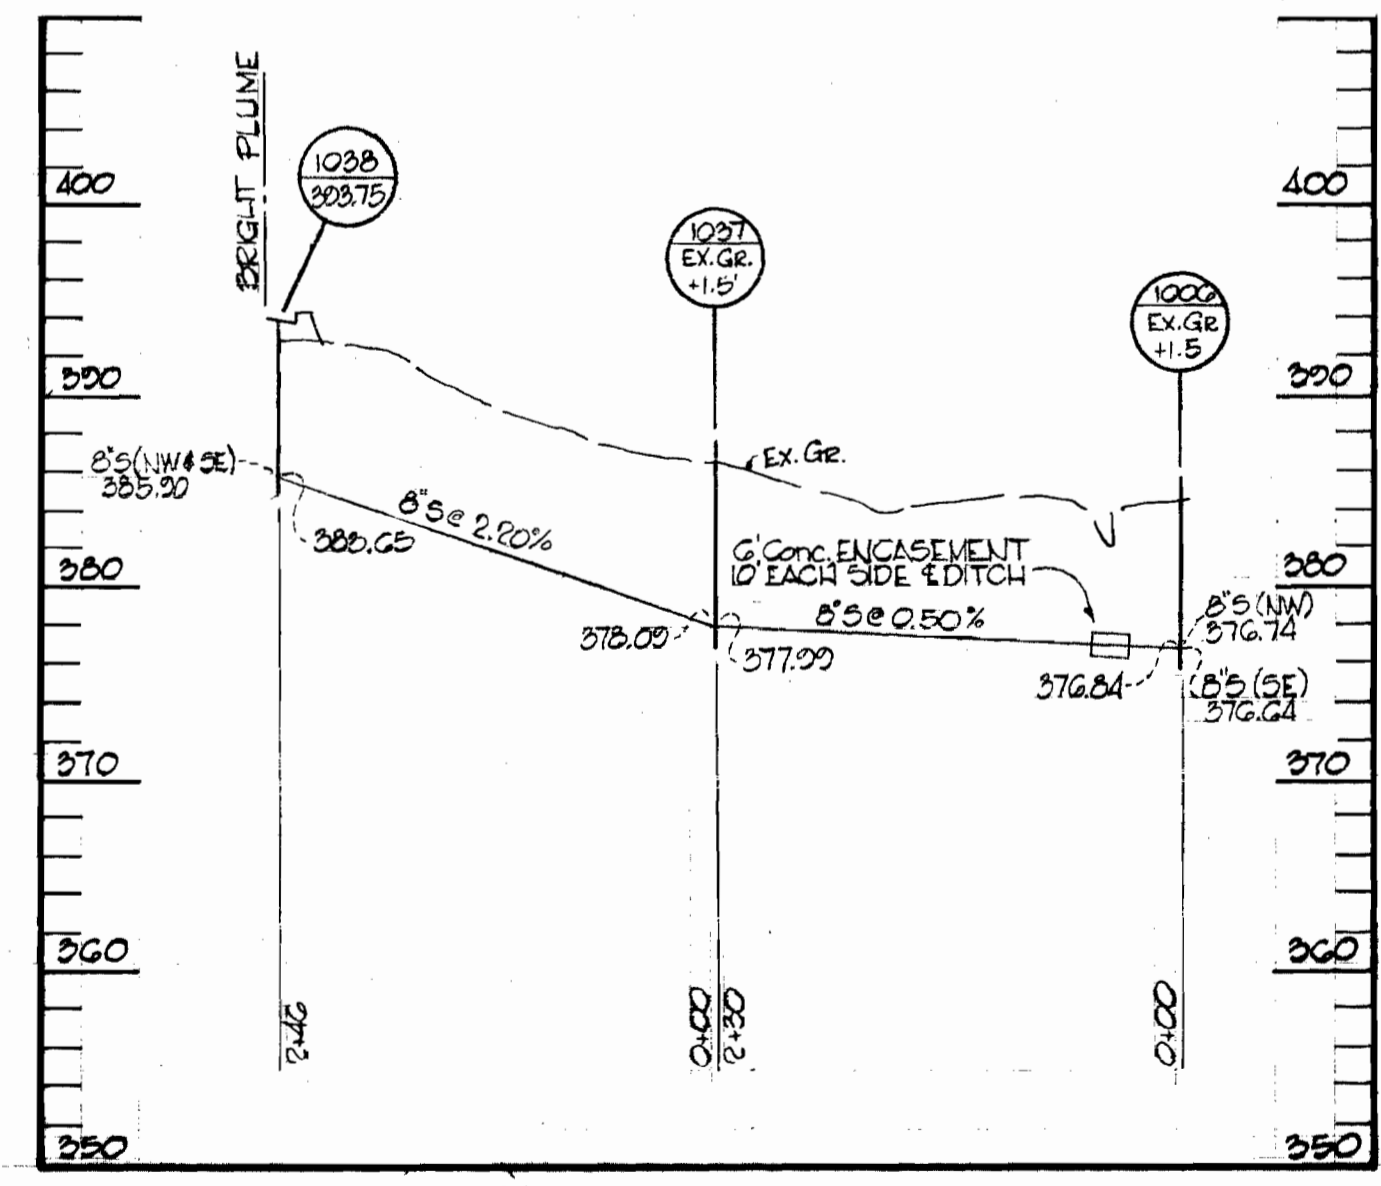 BRIGHT PLUME
1038
393.75
1037
EX.GR.
+1.5'
1006
EX.GR
+1.5
400
390
380
370
360
350
400
390
380
370
360
350
8"S(NW & SE)
385.90
383.65
8"S@ 2.20%
EX. GR.
6' Conc. ENCASEMENT
10' EACH SIDE ℄ DITCH
8"S@ 0.50%
378.09
377.99
376.84
8"S (NW)
376.74
8"S (SE)
376.64
2+46
0+00
2+30
0+00